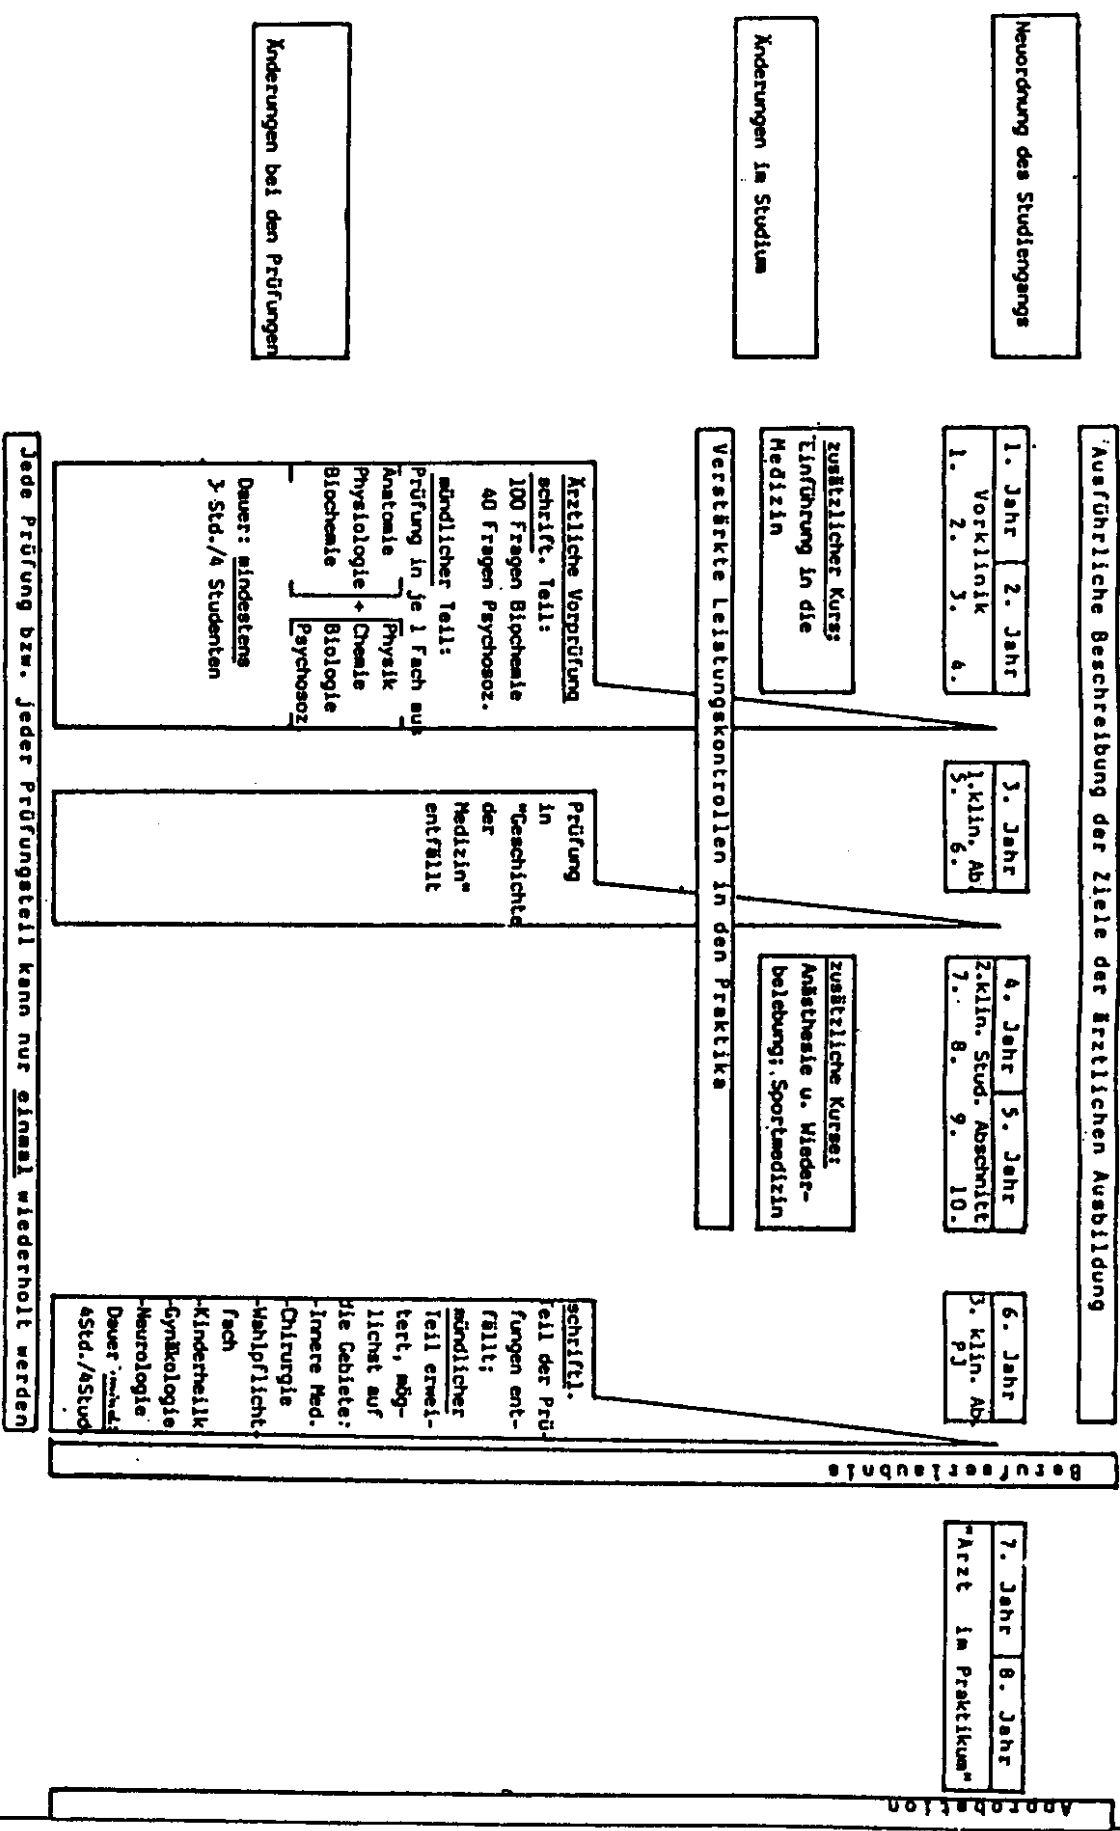 Ausführliche Beschreibung der Ziele der ärztlichen Ausbildung
Neuordnung des Studiengangs
1. Jahr
2. Jahr
Vorklinik
1. 2. 3. 4.
3. Jahr
1.klin. Ab
5. 6.
4. Jahr
5. Jahr
2.klin. Stud. Abschnitt
7. 8. 9. 10.
6. Jahr
3. klin. Ab
PJ
7. Jahr
8. Jahr
"Arzt im Praktikum"
Änderungen im Studium
zusätzlicher Kurs:
Einführung in die
Medizin
zusätzliche Kurse:
Anästhesie u. Wieder-
belebung; Sportmedizin
Verstärkte Leistungskontrollen in den Praktika
Änderungen bei den Prüfungen
Ärztliche Vorprüfung
schrift. Teil:
100 Fragen Biochemie
40 Fragen Psychosoz.
mündlicher Teil:
Prüfung in je 1 Fach aus
Anatomie
Physiologie
Biochemie
+
Physik
Chemie
Biologie
Psychosoz
Dauer: mindestens
3 Std./4 Studenten
Prüfung
in
"Geschichte
der
Medizin"
entfällt
schriftl.
Teil der Prü-
fungen ent-
fällt;
mündlicher
Teil erwei-
tert, mög-
lichst auf
die Gebiete:
-Innere Med.
-Chirurgie
-Wahlpflicht-
fach
-Kinderheilk
-Gynäkologie
-Neurologie
Dauer
4Std./4Stud
Jede Prüfung bzw. jeder Prüfungsteil kann nur einmal wiederholt werden
Berufserlaubnis
Approbation